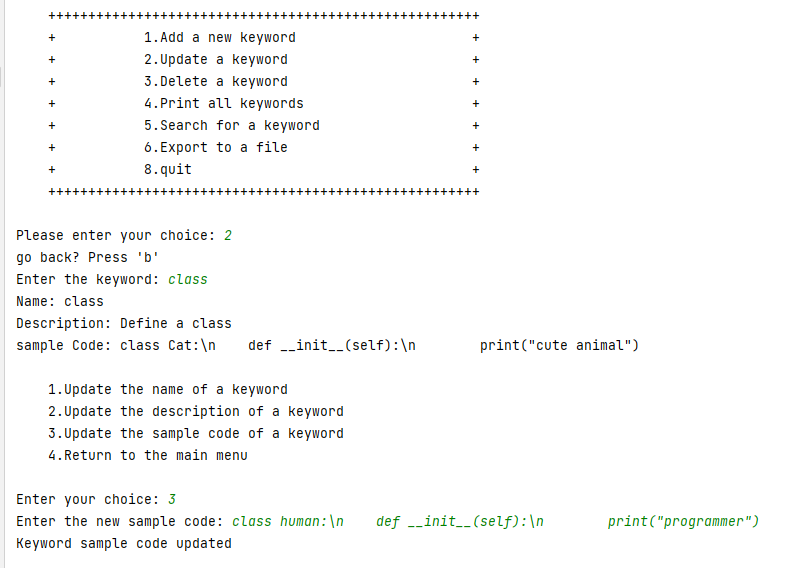 ++++++++++++++++++++++++++++++++++++++++++++++++++++++
+           1.Add a new keyword                      +
+           2.Update a keyword                       +
+           3.Delete a keyword                       +
+           4.Print all keywords                     +
+           5.Search for a keyword                   +
+           6.Export to a file                       +
+           8.quit                                   +
++++++++++++++++++++++++++++++++++++++++++++++++++++++
Please enter your choice: 2
go back? Press 'b'
Enter the keyword: class
Name: class
Description: Define a class
sample Code: class Cat:\n    def __init__(self):\n        print("cute animal")
1.Update the name of a keyword
2.Update the description of a keyword
3.Update the sample code of a keyword
4.Return to the main menu
Enter your choice: 3
Enter the new sample code: class human:\n    def __init__(self):\n        print("programmer")
Keyword sample code updated